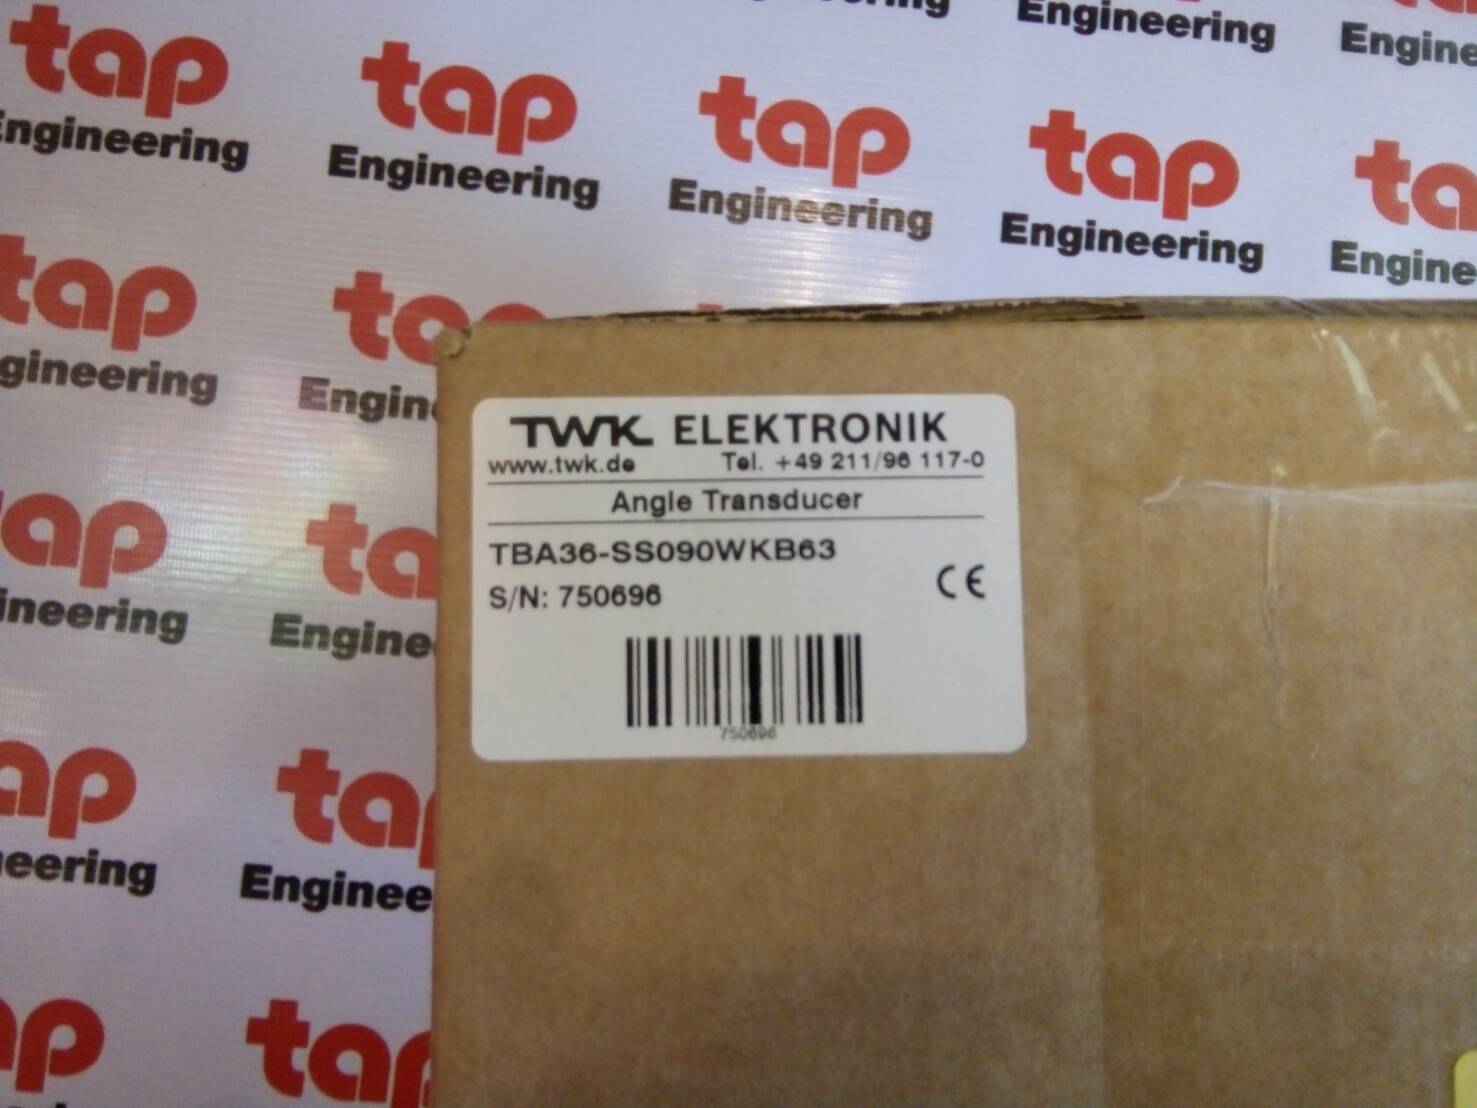 tap
Engineering
tap
Engineering
tap
Engineering
tap
Engineering
TWK ELEKTRONIK
www.twk.de Tel. +49 211/96 117-0
Angle Transducer
TBA36-SS090WKB63
S/N: 750696
CE
750696